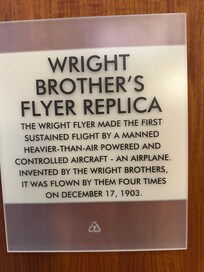 WRIGHT
BROTHER'S
FLYER REPLICA
THE WRIGHT FLYER MADE THE FIRST
SUSTAINED FLIGHT BY A MANNED
HEAVIER-THAN-AIR POWERED AND
CONTROLLED AIRCRAFT - AN AIRPLANE.
INVENTED BY THE WRIGHT BROTHERS,
IT WAS FLOWN BY THEM FOUR TIMES
ON DECEMBER 17, 1903.